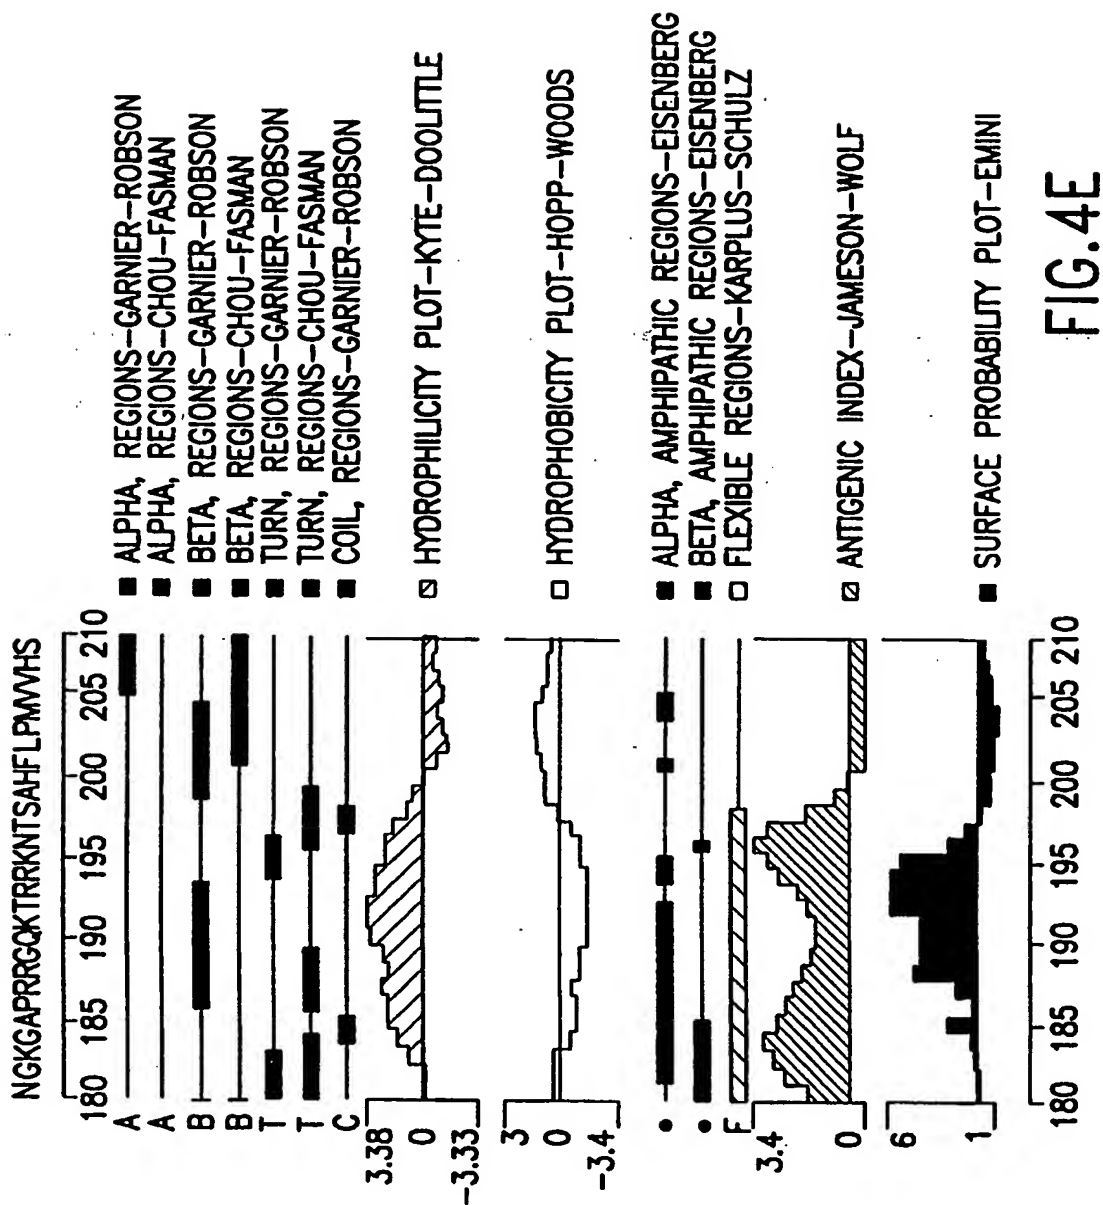 NGKGAPRRGQKTRRKNTSAHFLPMVVHS
180 185 190 195 200 205 210
A ■ ALPHA, REGIONS-GARNIER-ROBSON
A ■ ALPHA, REGIONS-CHOU-FASMAN
B ■ BETA, REGIONS-GARNIER-ROBSON
B ■ BETA, REGIONS-CHOU-FASMAN
T ■ TURN, REGIONS-GARNIER-ROBSON
T ■ TURN, REGIONS-CHOU-FASMAN
C ■ COIL, REGIONS-GARNIER-ROBSON
3.38
0 HYDROPHILICITY PLOT-KYTE-DOOLITTLE
-3.33
3
0 HYDROPHOBICITY PLOT-HOPP-WOODS
-3.4
ALPHA, AMPHIPATHIC REGIONS-EISENBERG
BETA, AMPHIPATHIC REGIONS-EISENBERG
F FLEXIBLE REGIONS-KARPLUS-SCHULZ
3.4
0 ANTIGENIC INDEX-JAMESON-WOLF
6
1 SURFACE PROBABILITY PLOT-EMINI
180 185 190 195 200 205 210
FIG.4E